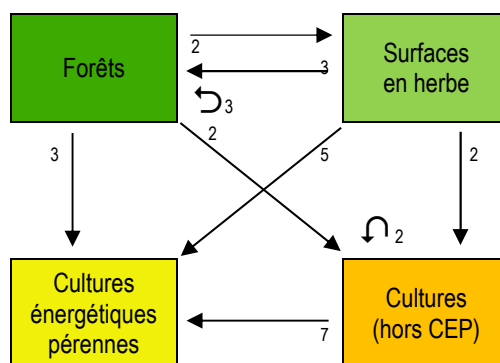 Forêts
2
3
Surfaces
en herbe
3
3
2
5
2
2
Cultures
énergétiques
pérennes
7
Cultures
(hors CEP)